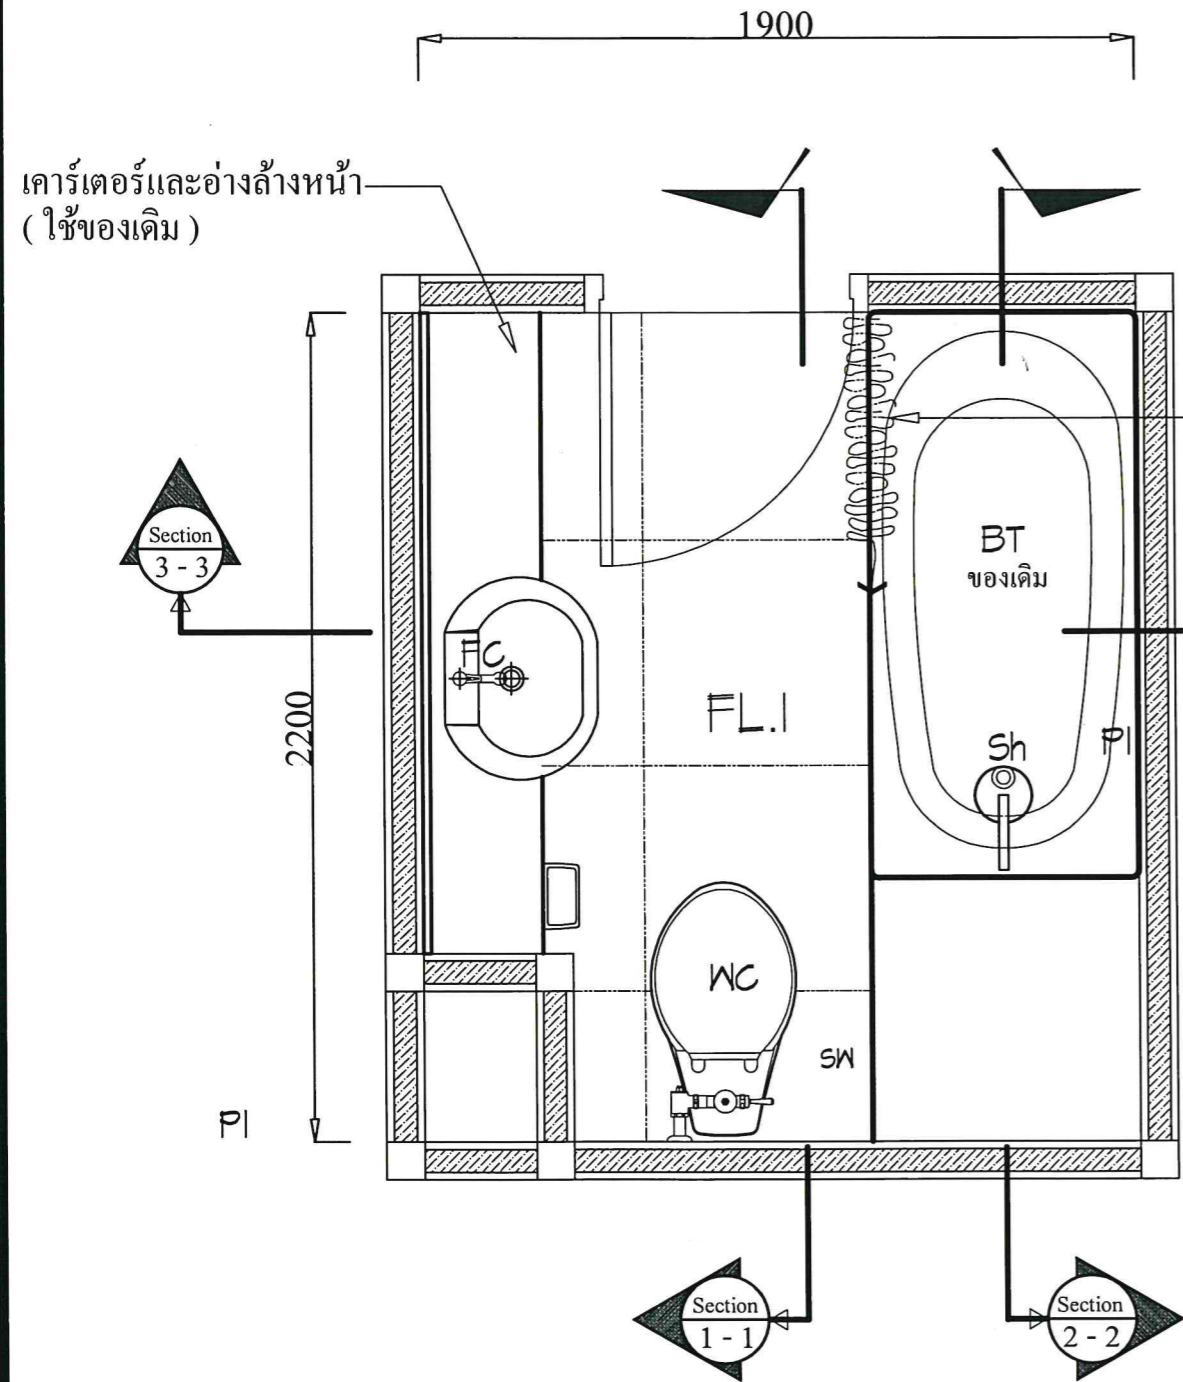 1900
เคาร์เตอร์และอ่างล้างหน้า
( ใช้ของเดิม )
Section
3 - 3
BT
ของเดิม
FC
2200
FL.1
P1
Sh
WC
SW
P1
Section
1 - 1
Section
2 - 2